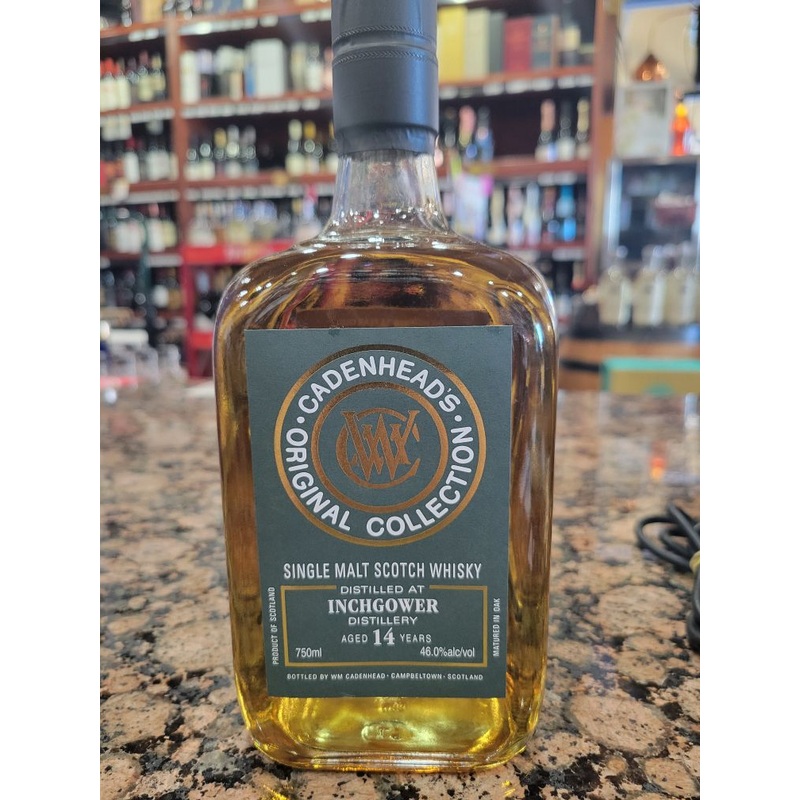 · CADENHEAD'S ·
ORIGINAL COLLECTION
WC
SINGLE MALT SCOTCH WHISKY
DISTILLED AT
INCHGOWER
DISTILLERY
AGED 14 YEARS
750ml 46.0%alc/vol
PRODUCT OF SCOTLAND
MATURED IN OAK
BOTTLED BY WM CADENHEAD · CAMPBELTOWN · SCOTLAND